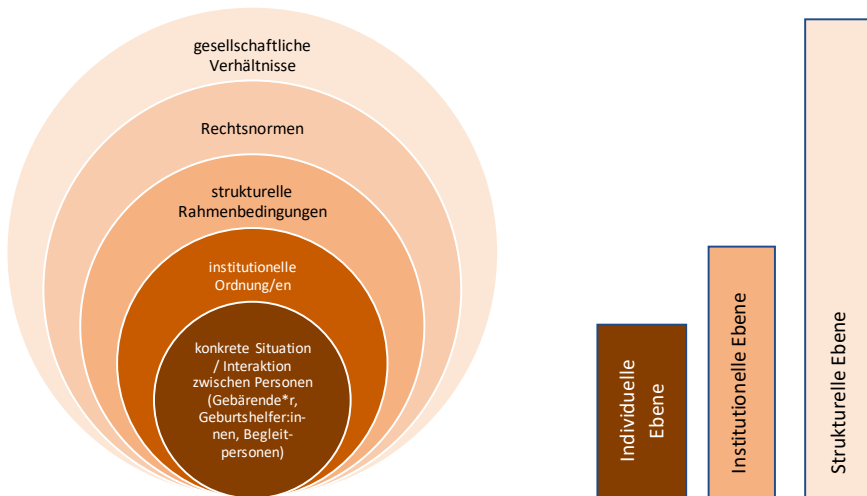 gesellschaftliche
Verhältnisse
Rechtsnormen
strukturelle
Rahmenbedingungen
institutionelle
Ordnung/en
konkrete Situation
/ Interaktion
zwischen Personen
(Gebärende*r,
Geburtshelfer:in-
nen, Begleit-
personen)
Individuelle
Ebene
Institutionelle Ebene
Strukturelle Ebene